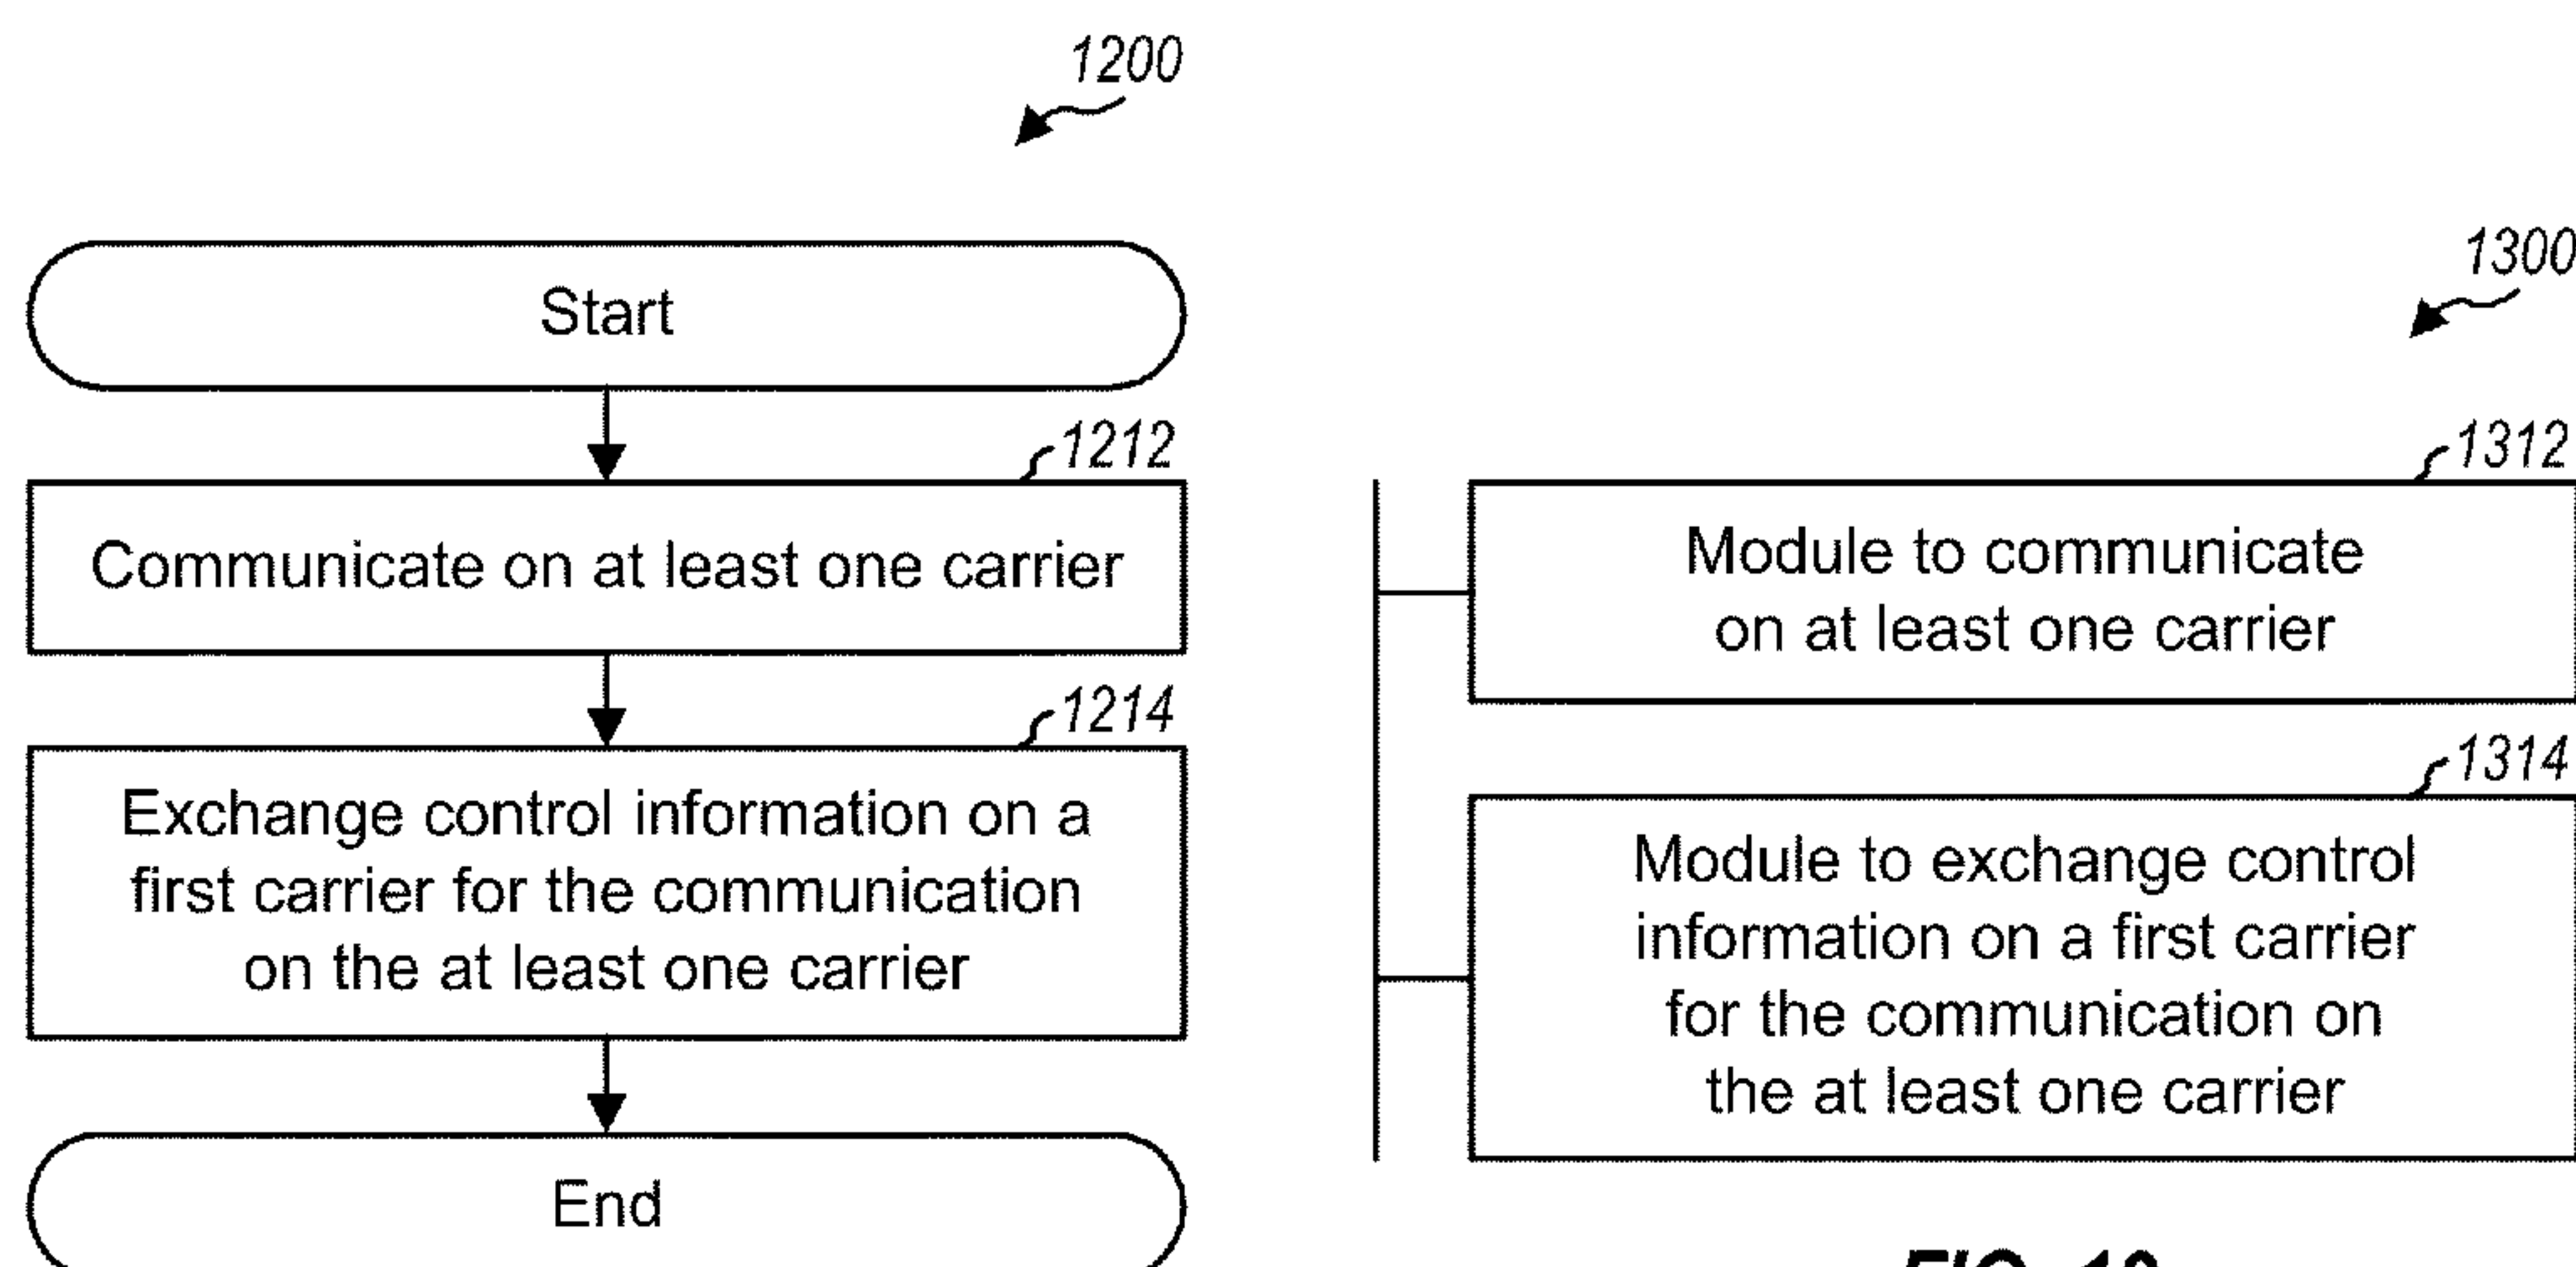 1200
Start
1212
Communicate on at least one carrier
1214
Exchange control information on a
first carrier for the communication
on the at least one carrier
End
1300
1312
Module to communicate
on at least one carrier
1314
Module to exchange control
information on a first carrier
for the communication on
the at least one carrier
FIG.